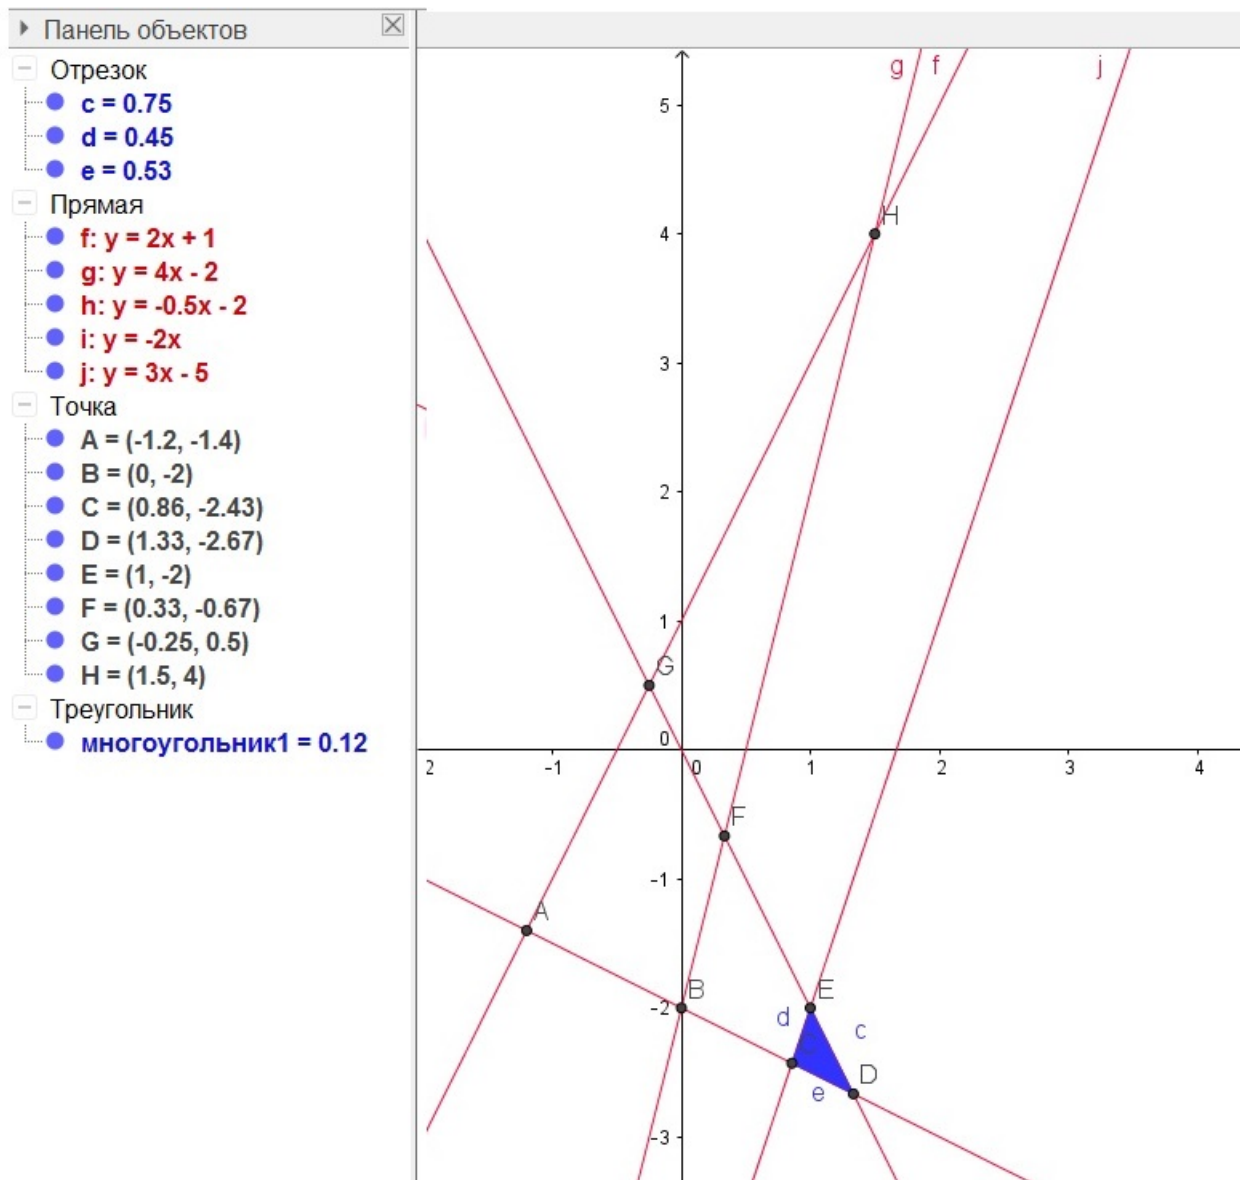 Панель объектов
Отрезок
c = 0.75
d = 0.45
e = 0.53
Прямая
f: y = 2x + 1
g: y = 4x - 2
h: y = -0.5x - 2
i: y = -2x
j: y = 3x - 5
Точка
A = (-1.2, -1.4)
B = (0, -2)
C = (0.86, -2.43)
D = (1.33, -2.67)
E = (1, -2)
F = (0.33, -0.67)
G = (-0.25, 0.5)
H = (1.5, 4)
Треугольник
многоугольник1 = 0.12
g f j
5
H
4
3
2
1
G
0
2 -1 0 1 2 3 4
F
-1
A
B E
-2
d c
C
D
e
-3